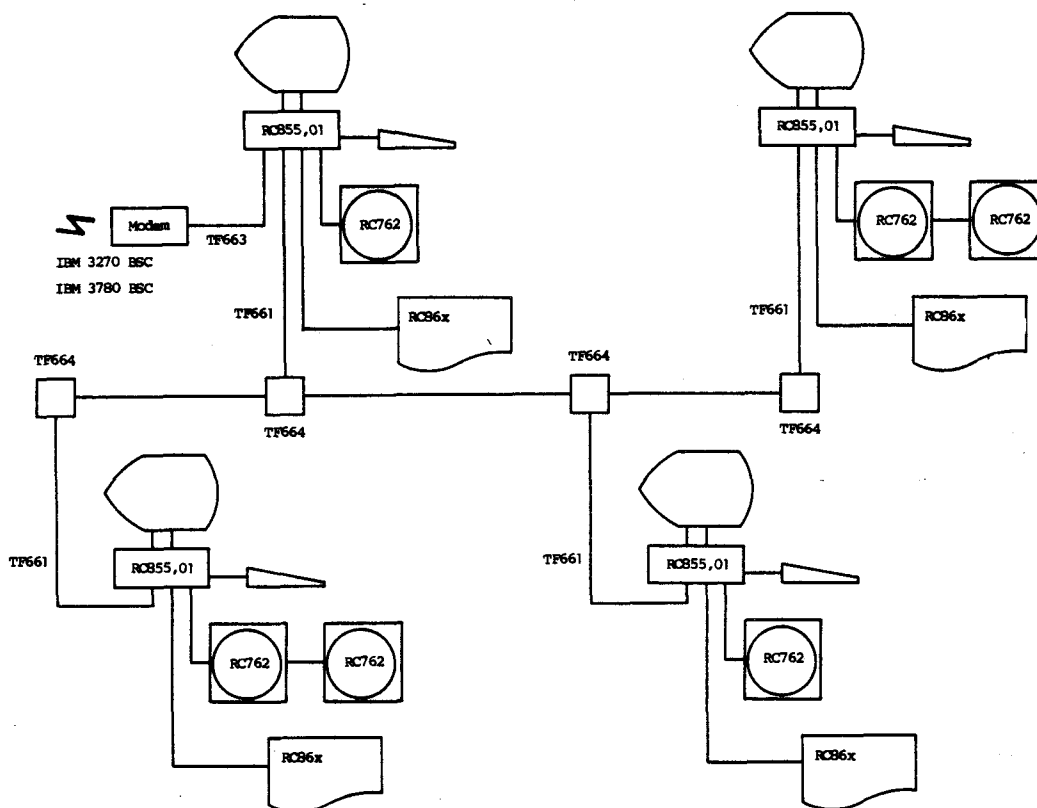 RC855,01
RC855,01
RC762
RC762
RC762
Modem
TF663
IBM 3270 BSC
IBM 3780 BSC
TF661
RC86x
TF661
RC86x
TF664
TF664
TF664
TF664
TF661
RC855,01
TF661
RC855,01
RC762
RC762
RC762
RC86x
RC86x